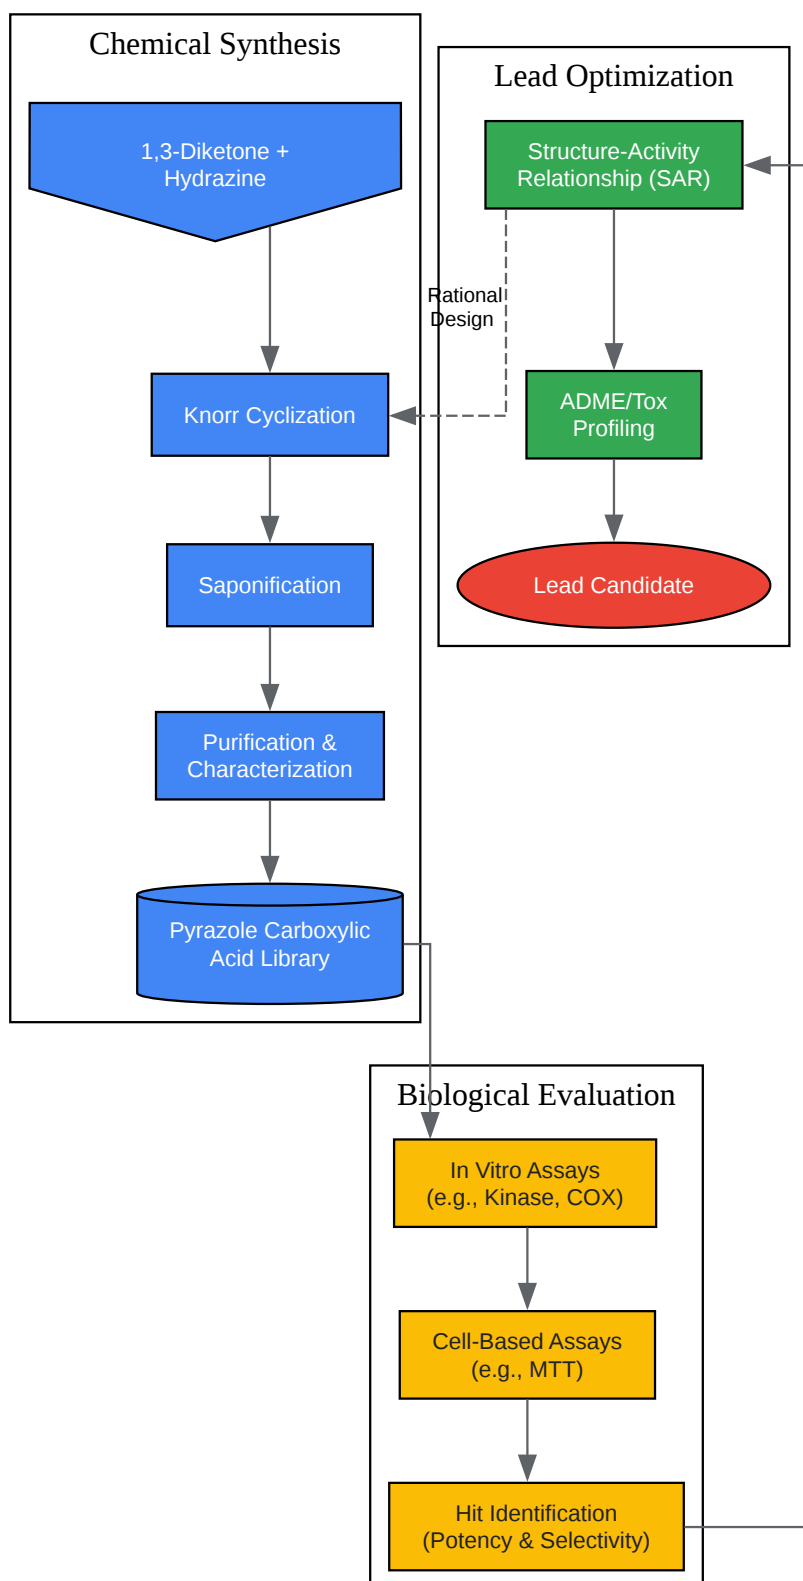 Chemical Synthesis
1,3-Diketone +
Hydrazine
Knorr Cyclization
Saponification
Purification &
Characterization
Pyrazole Carboxylic
Acid Library
Lead Optimization
Structure-Activity
Relationship (SAR)
Rational
Design
ADME/Tox
Profiling
Lead Candidate
Biological Evaluation
In Vitro Assays
(e.g., Kinase, COX)
Cell-Based Assays
(e.g., MTT)
Hit Identification
(Potency & Selectivity)